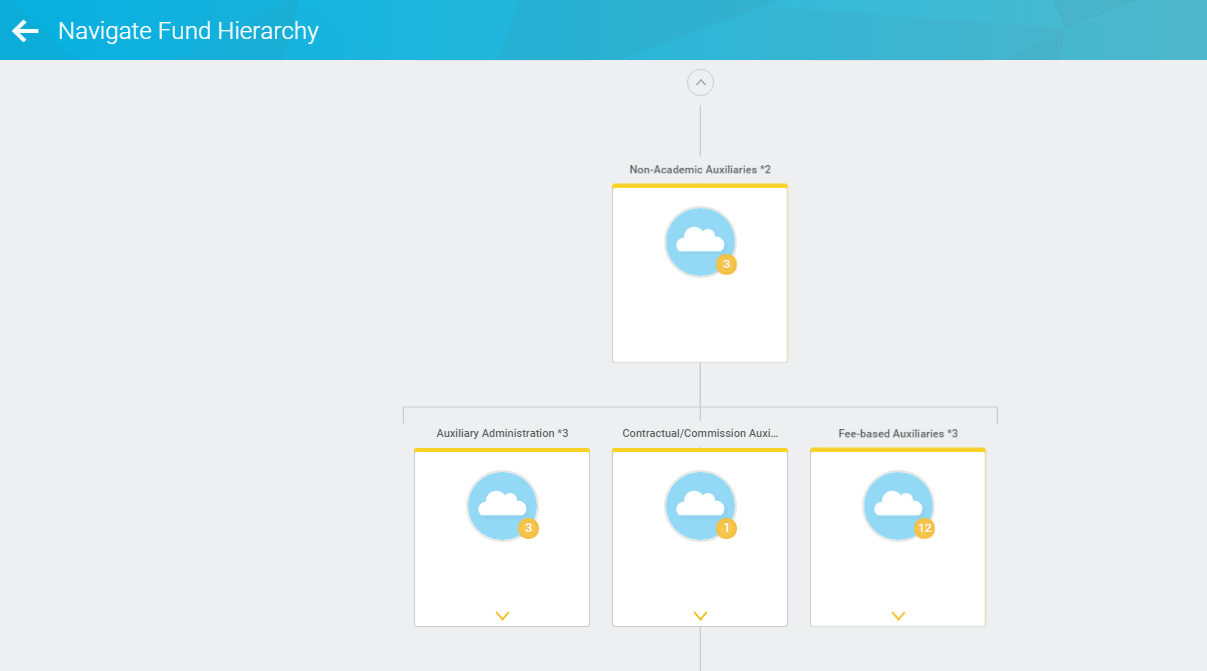 Navigate Fund Hierarchy
Non-Academic Auxiliaries *2
3
Auxiliary Administration *3
Contractual/Commission Auxi...
Fee-based Auxiliaries *3
3
1
12